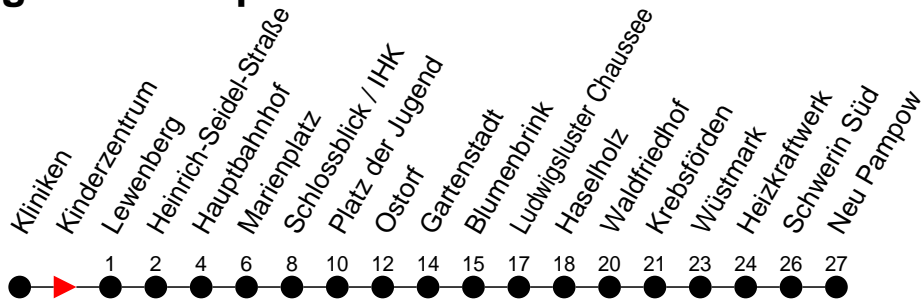 Kliniken
Kinderzentrum
Lewenberg
Heinrich-Seidel-Straße
Hauptbahnhof
Marienplatz
Schlossblick / IHK
Platz der Jugend
Ostorf
Gartenstadt
Blumenbrink
Ludwigsluster Chaussee
Haselholz
Waldfriedhof
Krebsförden
Wüstmark
Heizkraftwerk
Schwerin Süd
Neu Pampow
1 2 4 6 8 10 12 14 15 17 18 20 21 23 24 26 27